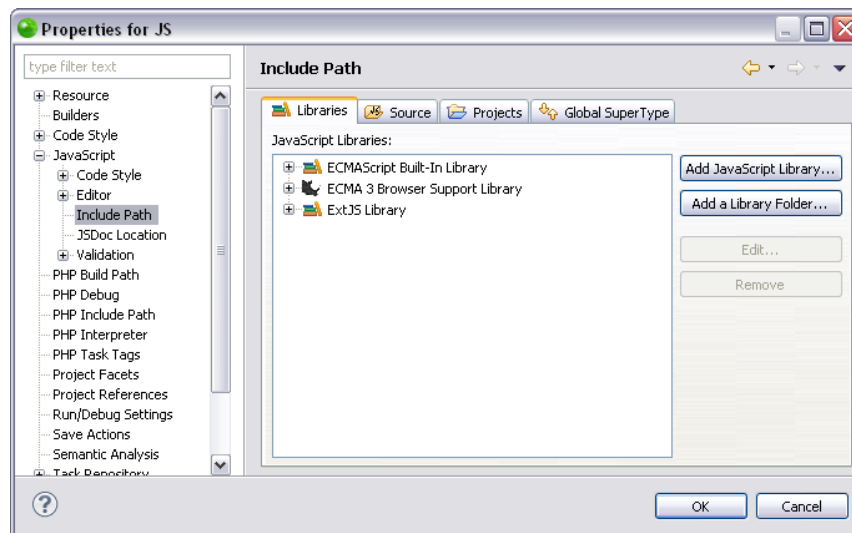 Properties for JS
type filter text
Resource
Builders
Code Style
JavaScript
Code Style
Editor
Include Path
JSDoc Location
Validation
PHP Build Path
PHP Debug
PHP Include Path
PHP Interpreter
PHP Task Tags
Project Facets
Project References
Run/Debug Settings
Save Actions
Semantic Analysis
Task Repository
Include Path
Libraries Source Projects Global SuperType
JavaScript Libraries:
ECMAScript Built-In Library
ECMA 3 Browser Support Library
ExtJS Library
Add JavaScript Library...
Add a Library Folder...
Edit...
Remove
OK Cancel